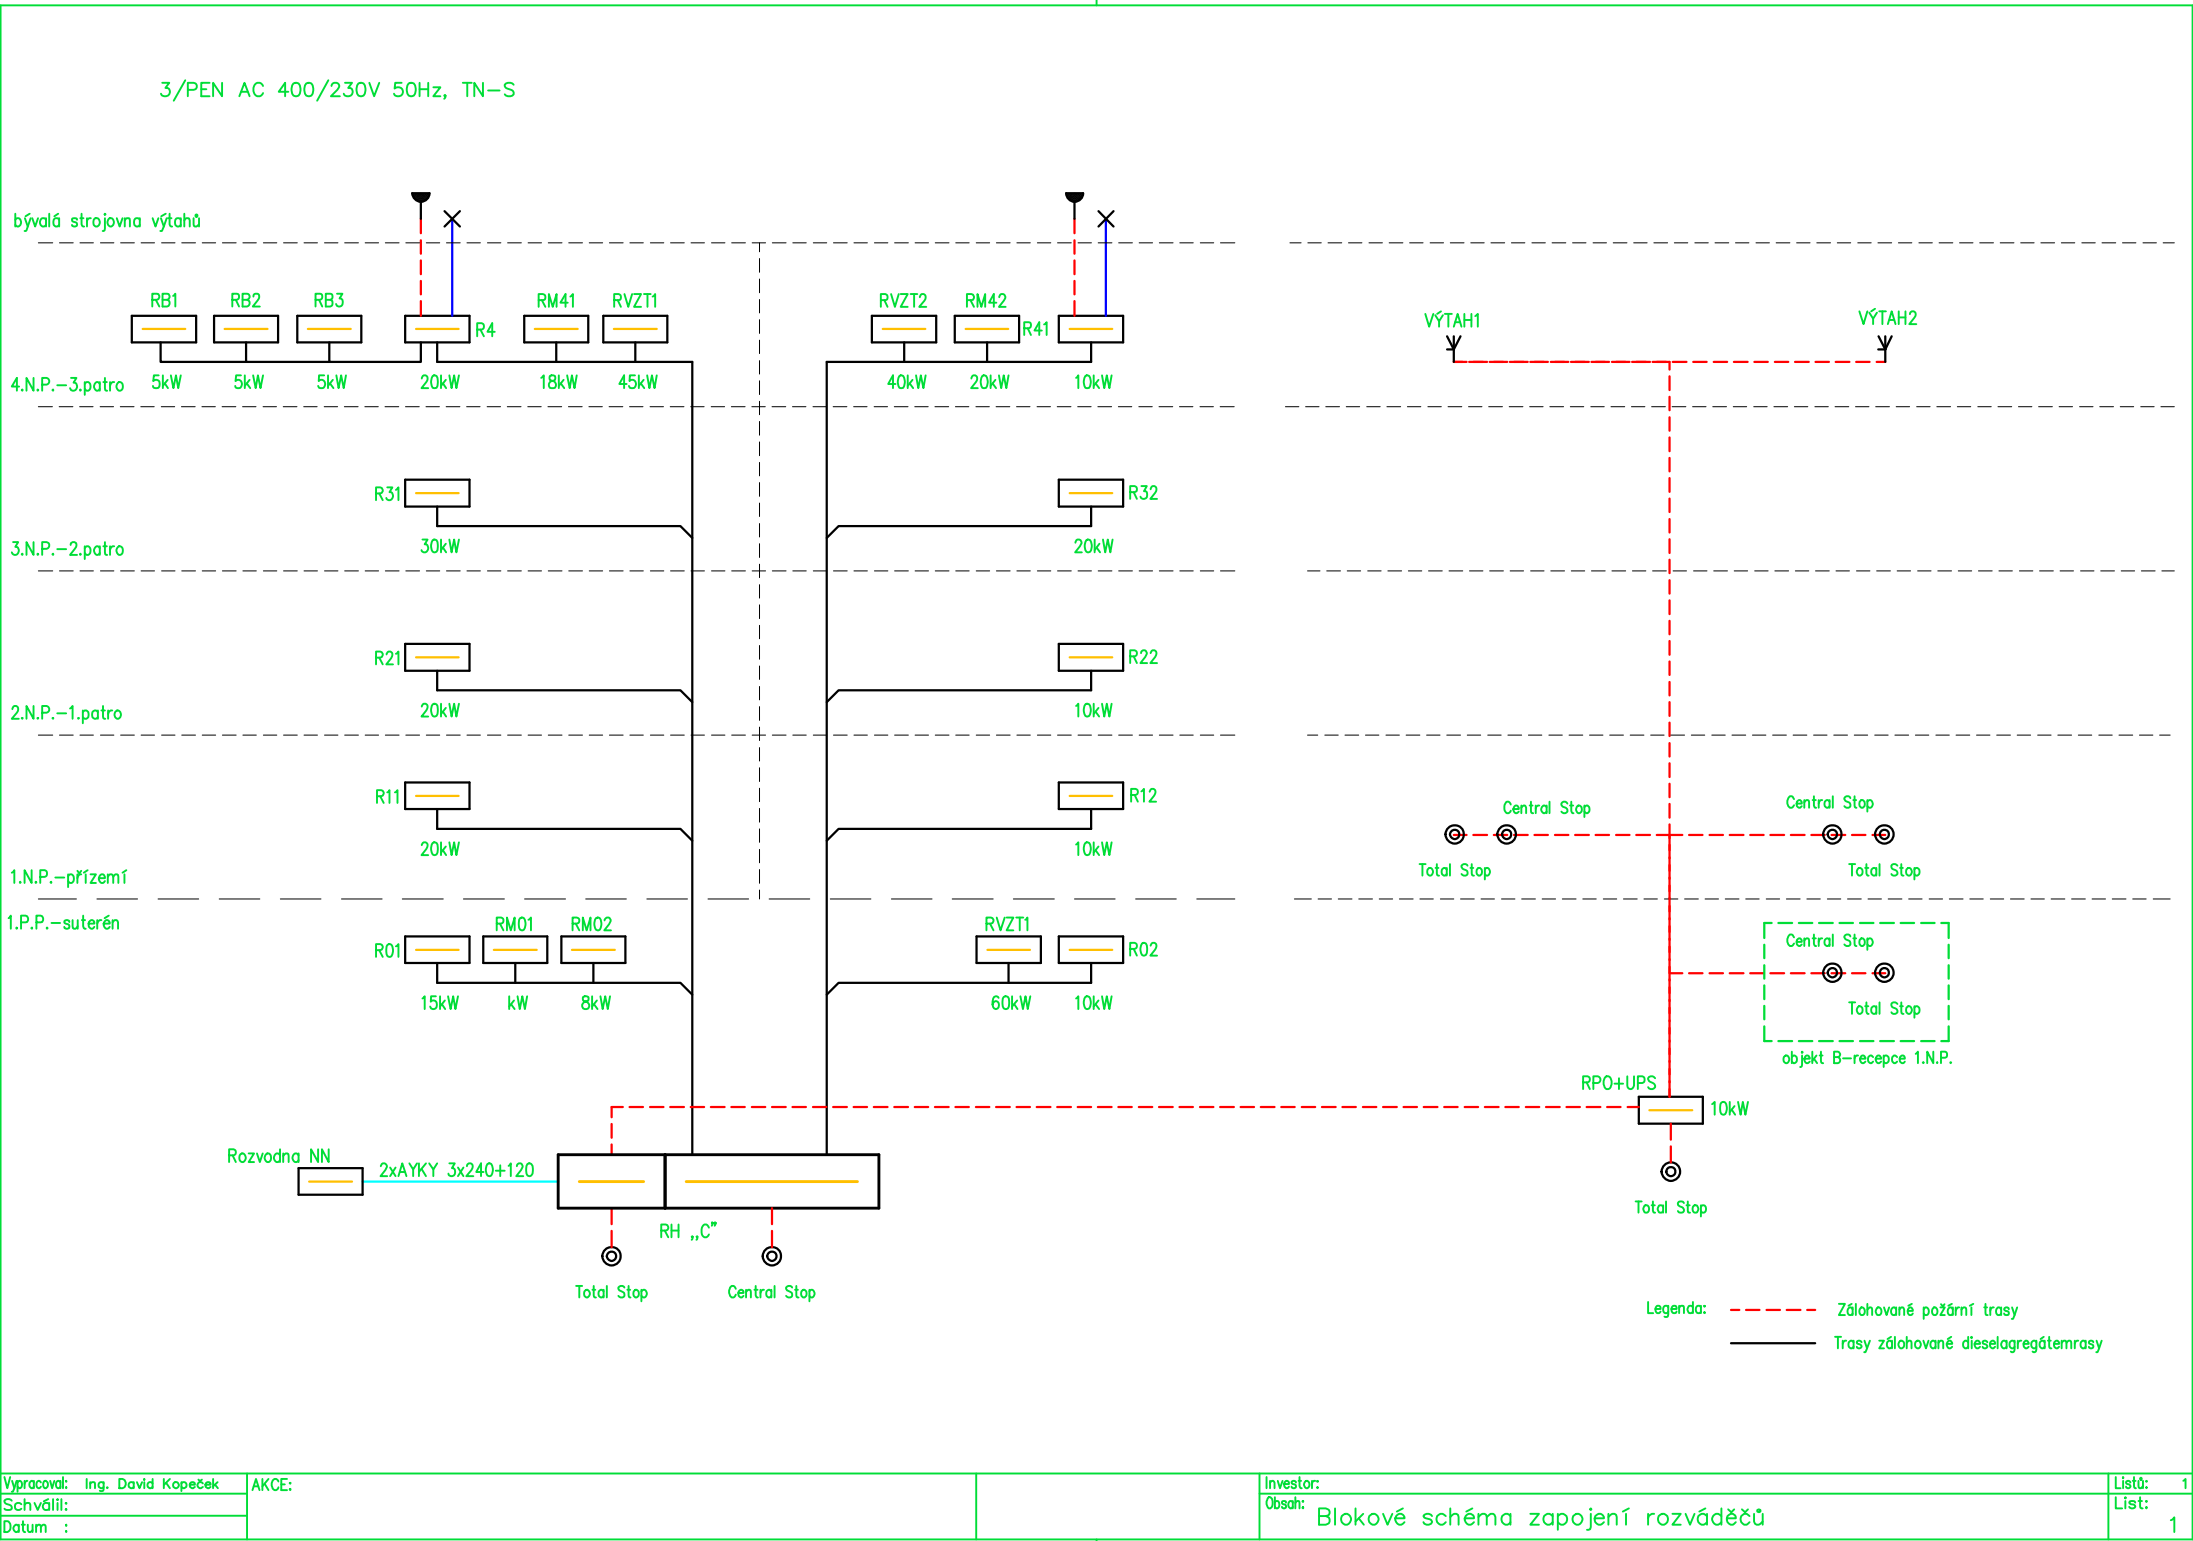 3/PEN AC 400/230V 50Hz, TN-S
bývalá strojovna výtahů
RB1 RB2 RB3 RM41 RVZT1 RVZT2 RM42
R4 R41 VÝTAH1 VÝTAH2
4.N.P.-3.patro 5kW 5kW 5kW 20kW 18kW 45kW 40kW 20kW 10kW
R31 R32
3.N.P.-2.patro 30kW 20kW
R21 R22
2.N.P.-1.patro 20kW 10kW
R11 R12 Central Stop Central Stop
20kW 10kW
1.N.P.-přízemí Total Stop Total Stop
1.P.P.-suterén RM01 RM02 RVZT1
R01 R02 Central Stop
15kW kW 8kW 60kW 10kW Total Stop
objekt B-recepce 1.N.P.
RPO+UPS
10kW
Rozvodna NN 2xAYKY 3x240+120
RH „C"
Total Stop
Total Stop Central Stop
Legenda: Zálohované požární trasy
Trasy zálohované dieselagregátemrasy
Vypracoval: Ing. David Kopeček AKCE: Investor: Listů: 1
Schválil: Obsah: Blokové schéma zapojení rozváděčů List: 1
Datum :